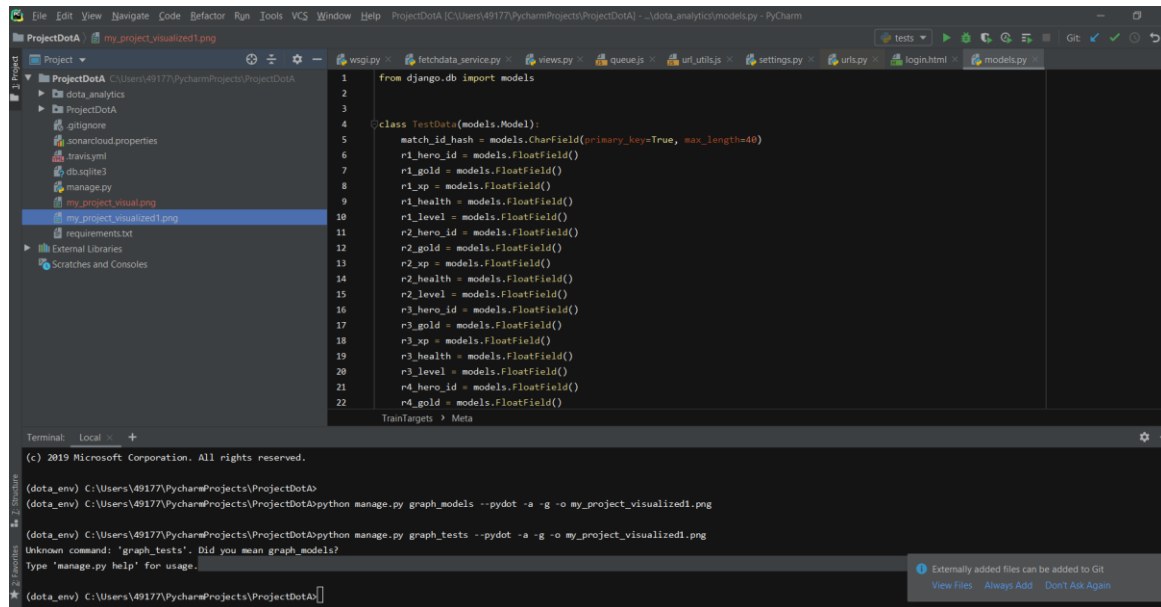 File Edit View Navigate Code Refactor Run Tools VCS Window Help ProjectDotA [C:\Users\49177\PycharmProjects\ProjectDotA] - ...\dota_analytics\models.py - PyCharm
ProjectDotA my_project_visualized1.png
tests Git:
Project
wsgi.py fetchdata_service.py views.py queue.js url_utils.js settings.py urls.py login.html models.py
1: Project
ProjectDotA C:\Users\49177\PycharmProjects\ProjectDotA
dota_analytics
ProjectDotA
.gitignore
.sonarcloud.properties
.travis.yml
db.sqlite3
manage.py
my_project_visual.png
my_project_visualized1.png
requirements.txt
External Libraries
Scratches and Consoles
1 from django.db import models
2
3
4 class TestData(models.Model):
5 match_id_hash = models.CharField(primary_key=True, max_length=40)
6 r1_hero_id = models.FloatField()
7 r1_gold = models.FloatField()
8 r1_xp = models.FloatField()
9 r1_health = models.FloatField()
10 r1_level = models.FloatField()
11 r2_hero_id = models.FloatField()
12 r2_gold = models.FloatField()
13 r2_xp = models.FloatField()
14 r2_health = models.FloatField()
15 r2_level = models.FloatField()
16 r3_hero_id = models.FloatField()
17 r3_gold = models.FloatField()
18 r3_xp = models.FloatField()
19 r3_health = models.FloatField()
20 r3_level = models.FloatField()
21 r4_hero_id = models.FloatField()
22 r4_gold = models.FloatField()
TrainTargets > Meta
Terminal: Local +
(c) 2019 Microsoft Corporation. All rights reserved.
(dota_env) C:\Users\49177\PycharmProjects\ProjectDotA>
(dota_env) C:\Users\49177\PycharmProjects\ProjectDotA>python manage.py graph_models --pydot -a -g -o my_project_visualized1.png
(dota_env) C:\Users\49177\PycharmProjects\ProjectDotA>python manage.py graph_tests --pydot -a -g -o my_project_visualized1.png
Unknown command: 'graph_tests'. Did you mean graph_models?
Type 'manage.py help' for usage.
(dota_env) C:\Users\49177\PycharmProjects\ProjectDotA>
Z: Structure
2: Favorites
Externally added files can be added to Git
View Files Always Add Don't Ask Again